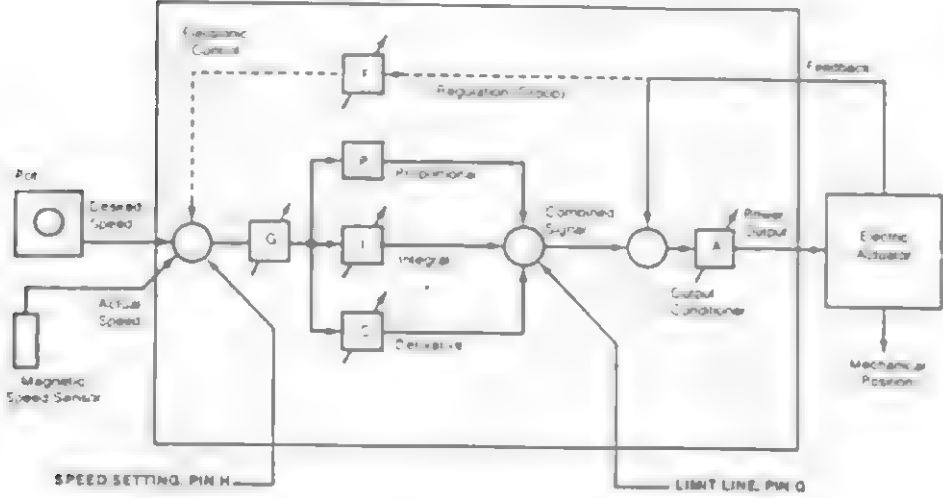 Electronic
Control
F
Feedback
Regulation (Droop)
P
Proportional
Pot
Desired
Speed
G
I
Integral
Combined
Signal
A
Power
Output
Electric
Actuator
Actual
Speed
Output
Conditioner
Derivative
Magnetic
Speed Sensor
Mechanical
Position
SPEED SETTING, PIN H
LIMIT LINE, PIN Q